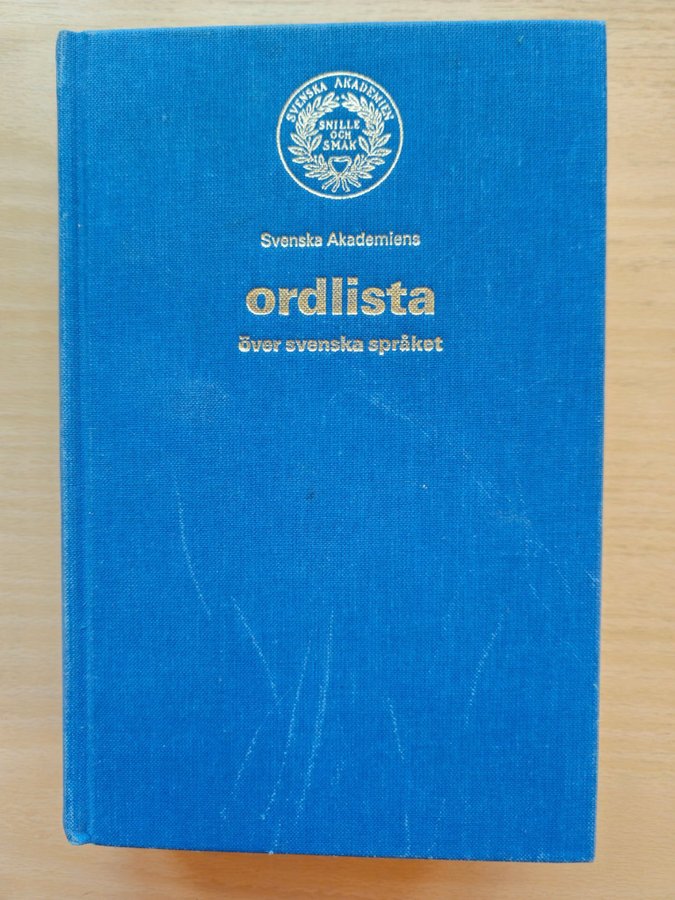 SVENSKA AKADEMIEN
SNILLE
OCH
SMAK
Svenska Akademiens
ordlista
över svenska språket